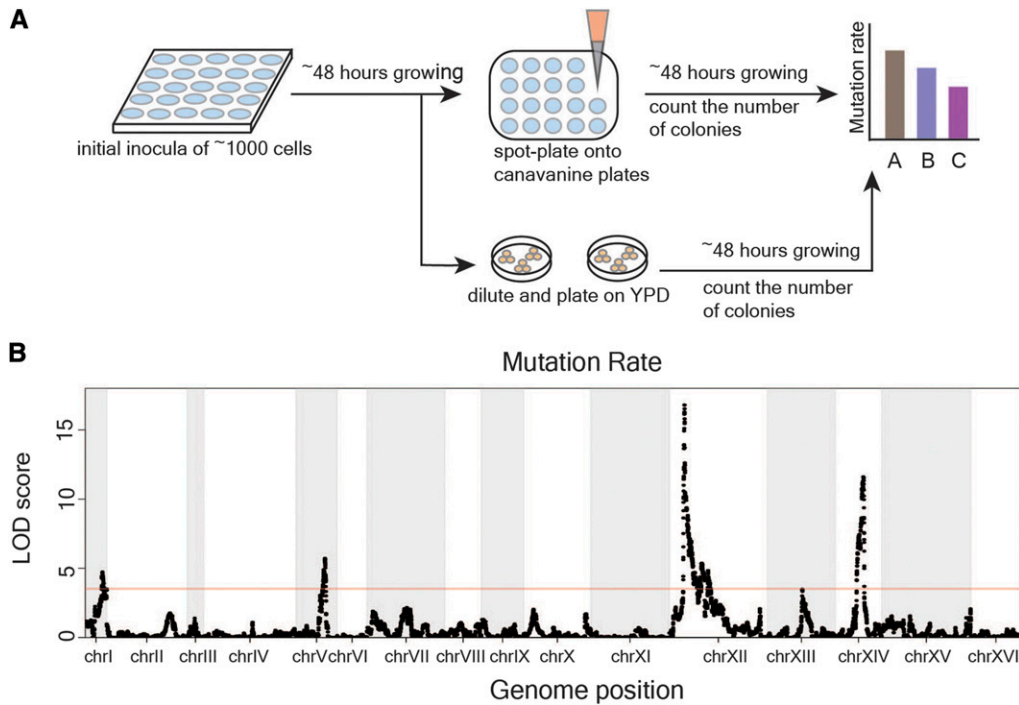 A
~48 hours growing
~48 hours growing
count the number
of colonies
initial inocula of ~1000 cells
spot-plate onto
canavanine plates
Mutation rate
A B C
~48 hours growing
dilute and plate on YPD
count the number
of colonies
B
Mutation Rate
LOD score
15
10
5
0
chrI chrII chrIII chrIV chrV chrVI chrVII chrVIII chrIX chrX chrXI chrXII chrXIII chrXIV chrXV chrXVI
Genome position